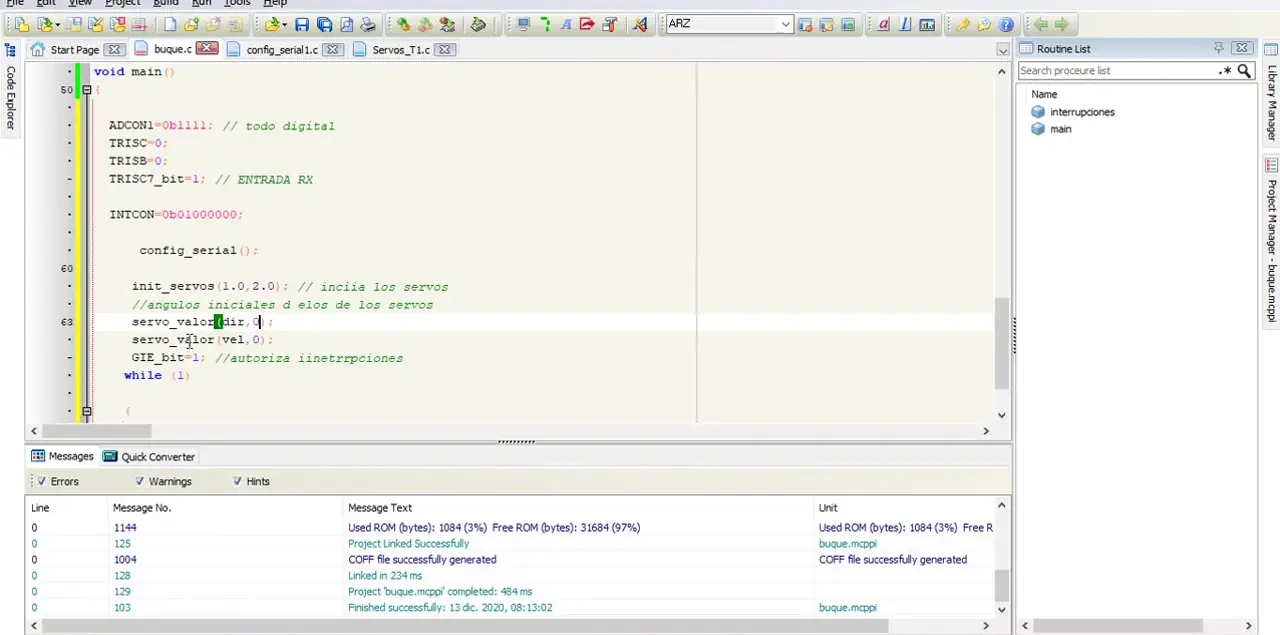 File Edit View Project Build Run Tools Help
ARZ
Start Page buque.c config_serial1.c Servos_T1.c
Code Explorer
void main()
50 {
ADCON1=0b1111; // todo digital
TRISC=0;
TRISB=0;
TRISC7_bit=1; // ENTRADA RX
INTCON=0b01000000;
config_serial();
60
init_servos(1.0,2.0); // inciia los servos
//angulos iniciales d elos de los servos
63 servo_valor(dir,0);
servo_valor(vel,0);
GIE_bit=1; //autoriza iinetrrpciones
while (1)
{
Routine List
Search proceure list .*
Name
interrupciones
main
Library Manager
Project Manager - buque.mcppi
Messages Quick Converter
Errors Warnings Hints
Line Message No. Message Text Unit
0 1144 Used ROM (bytes): 1084 (3%) Free ROM (bytes): 31684 (97%) Used ROM (bytes): 1084 (3%) Free R
0 125 Project Linked Successfully buque.mcppi
0 1004 COFF file successfully generated COFF file successfully generated
0 128 Linked in 234 ms
0 129 Project 'buque.mcppi' completed: 484 ms
0 103 Finished successfully: 13 dic. 2020, 08:13:02 buque.mcppi